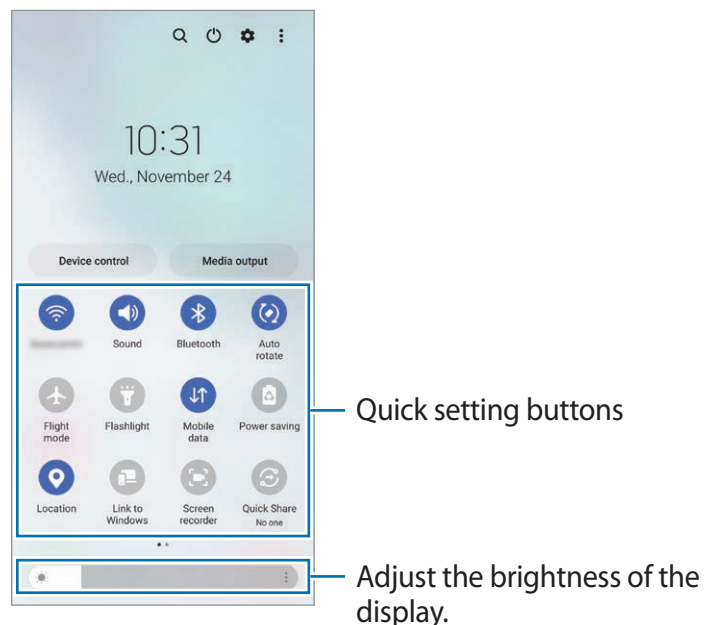 10:31
Wed., November 24
Device control Media output
Sound Bluetooth Auto
rotate
Flight
mode Flashlight Mobile
data Power saving
Quick setting buttons
Location Link to
Windows Screen
recorder Quick Share
No one
Adjust the brightness of the
display.